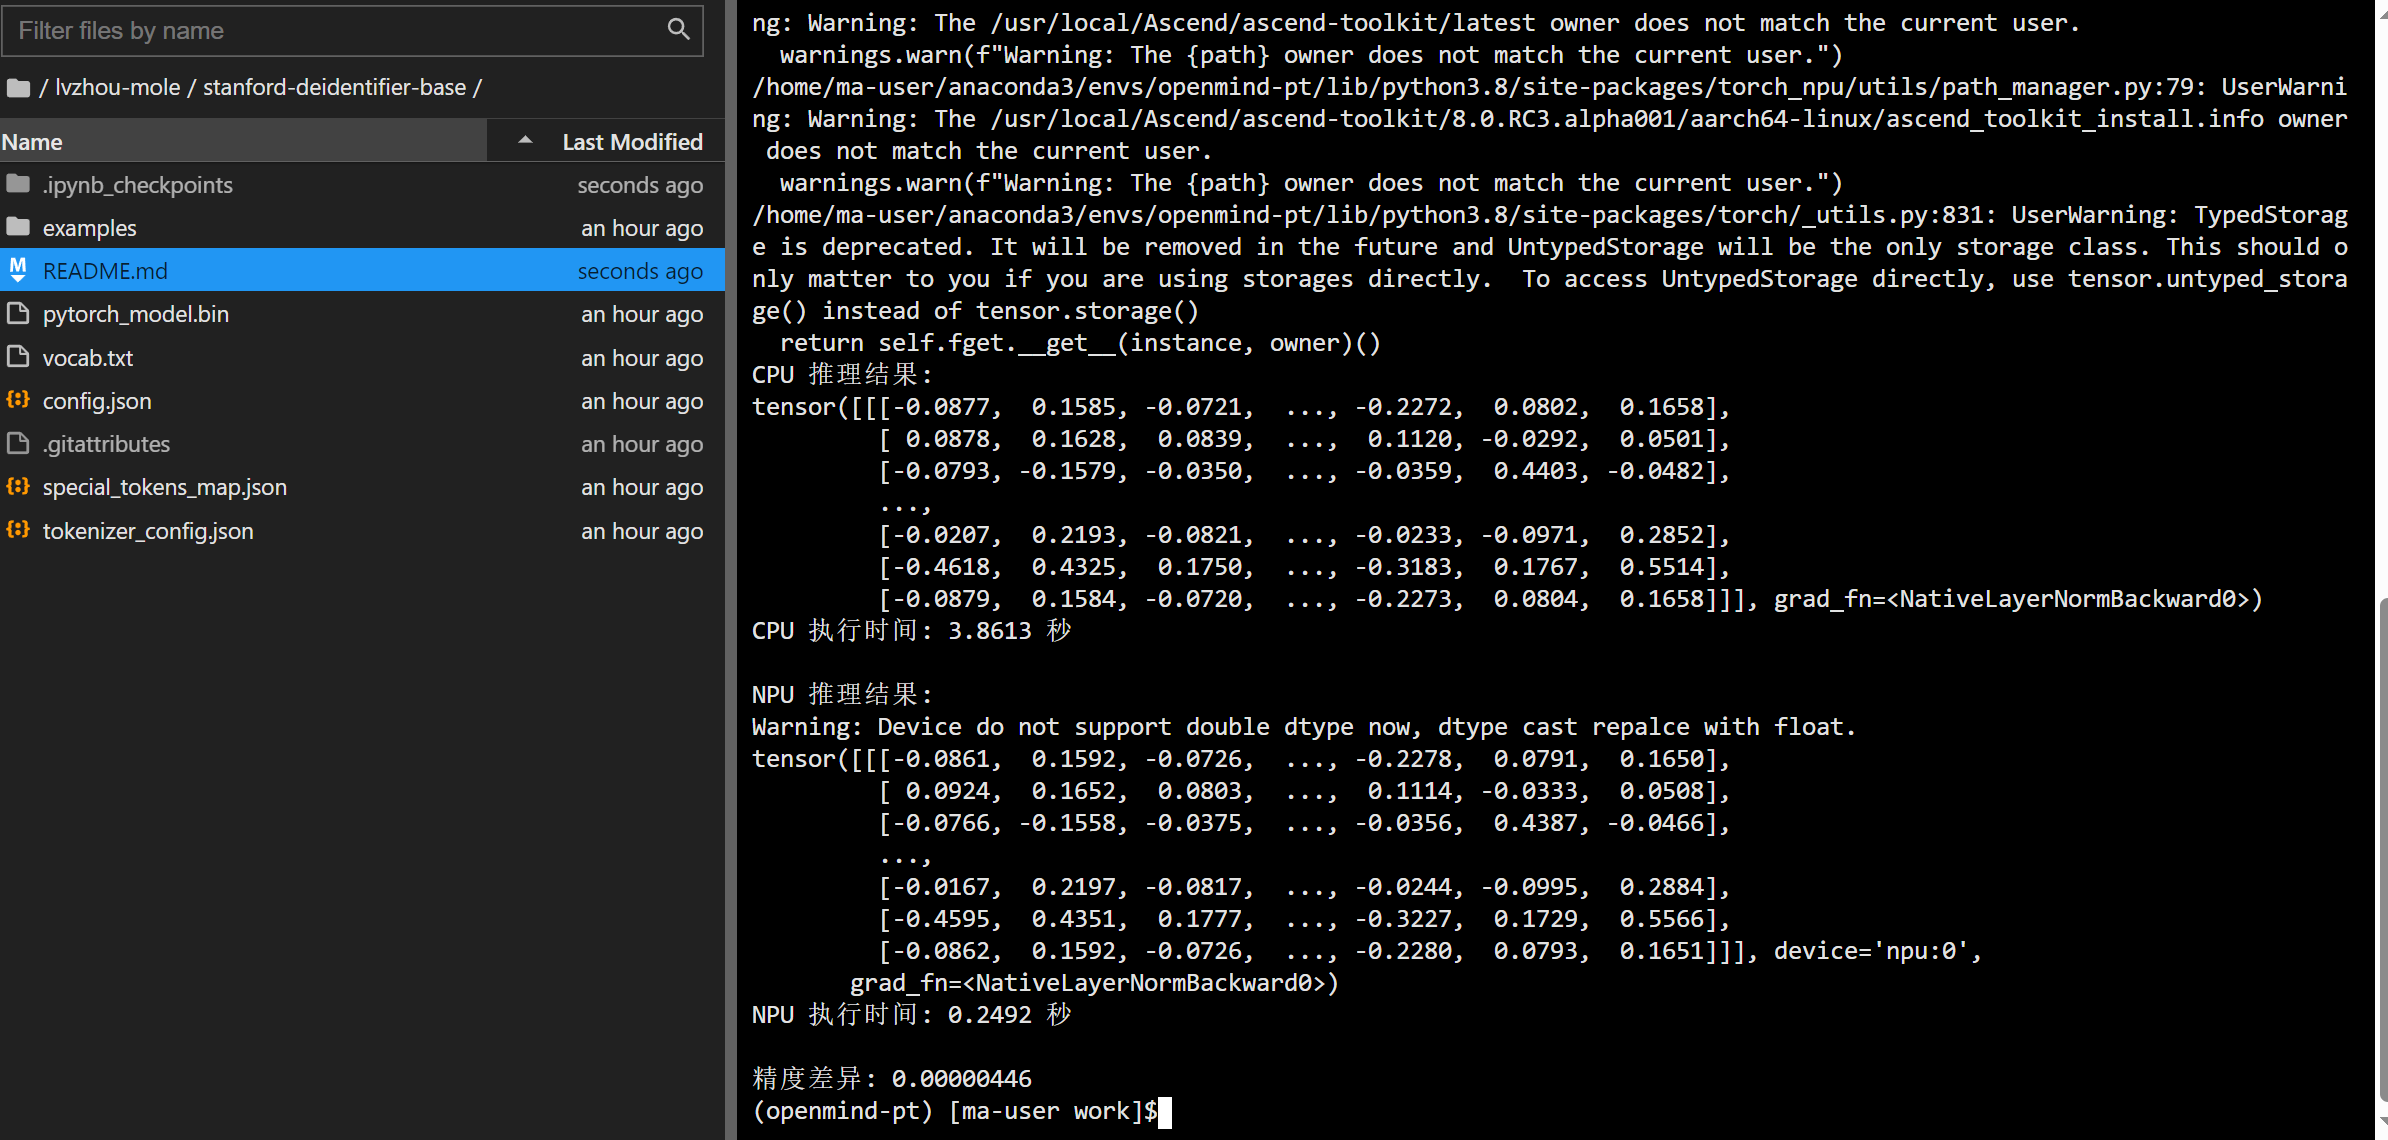 Filter files by name
/ lvzhou-mole / stanford-deidentifier-base /
Name Last Modified
.ipynb_checkpoints seconds ago
examples an hour ago
README.md seconds ago
pytorch_model.bin an hour ago
vocab.txt an hour ago
config.json an hour ago
.gitattributes an hour ago
special_tokens_map.json an hour ago
tokenizer_config.json an hour ago
ng: Warning: The /usr/local/Ascend/ascend-toolkit/latest owner does not match the current user.
  warnings.warn(f"Warning: The {path} owner does not match the current user.")
/home/ma-user/anaconda3/envs/openmind-pt/lib/python3.8/site-packages/torch_npu/utils/path_manager.py:79: UserWarni
ng: Warning: The /usr/local/Ascend/ascend-toolkit/8.0.RC3.alpha001/aarch64-linux/ascend_toolkit_install.info owner
 does not match the current user.
  warnings.warn(f"Warning: The {path} owner does not match the current user.")
/home/ma-user/anaconda3/envs/openmind-pt/lib/python3.8/site-packages/torch/_utils.py:831: UserWarning: TypedStorag
e is deprecated. It will be removed in the future and UntypedStorage will be the only storage class. This should o
nly matter to you if you are using storages directly.  To access UntypedStorage directly, use tensor.untyped_stora
ge() instead of tensor.storage()
  return self.fget.__get__(instance, owner)()
CPU 推理结果:
tensor([[[-0.0877,  0.1585, -0.0721,  ..., -0.2272,  0.0802,  0.1658],
         [ 0.0878,  0.1628,  0.0839,  ...,  0.1120, -0.0292,  0.0501],
         [-0.0793, -0.1579, -0.0350,  ..., -0.0359,  0.4403, -0.0482],
         ...,
         [-0.0207,  0.2193, -0.0821,  ..., -0.0233, -0.0971,  0.2852],
         [-0.4618,  0.4325,  0.1750,  ..., -0.3183,  0.1767,  0.5514],
         [-0.0879,  0.1584, -0.0720,  ..., -0.2273,  0.0804,  0.1658]]], grad_fn=<NativeLayerNormBackward0>)
CPU 执行时间: 3.8613 秒
NPU 推理结果:
Warning: Device do not support double dtype now, dtype cast repalce with float.
tensor([[[-0.0861,  0.1592, -0.0726,  ..., -0.2278,  0.0791,  0.1650],
         [ 0.0924,  0.1652,  0.0803,  ...,  0.1114, -0.0333,  0.0508],
         [-0.0766, -0.1558, -0.0375,  ..., -0.0356,  0.4387, -0.0466],
         ...,
         [-0.0167,  0.2197, -0.0817,  ..., -0.0244, -0.0995,  0.2884],
         [-0.4595,  0.4351,  0.1777,  ..., -0.3227,  0.1729,  0.5566],
         [-0.0862,  0.1592, -0.0726,  ..., -0.2280,  0.0793,  0.1651]]], device='npu:0',
       grad_fn=<NativeLayerNormBackward0>)
NPU 执行时间: 0.2492 秒
精度差异: 0.00000446
(openmind-pt) [ma-user work]$